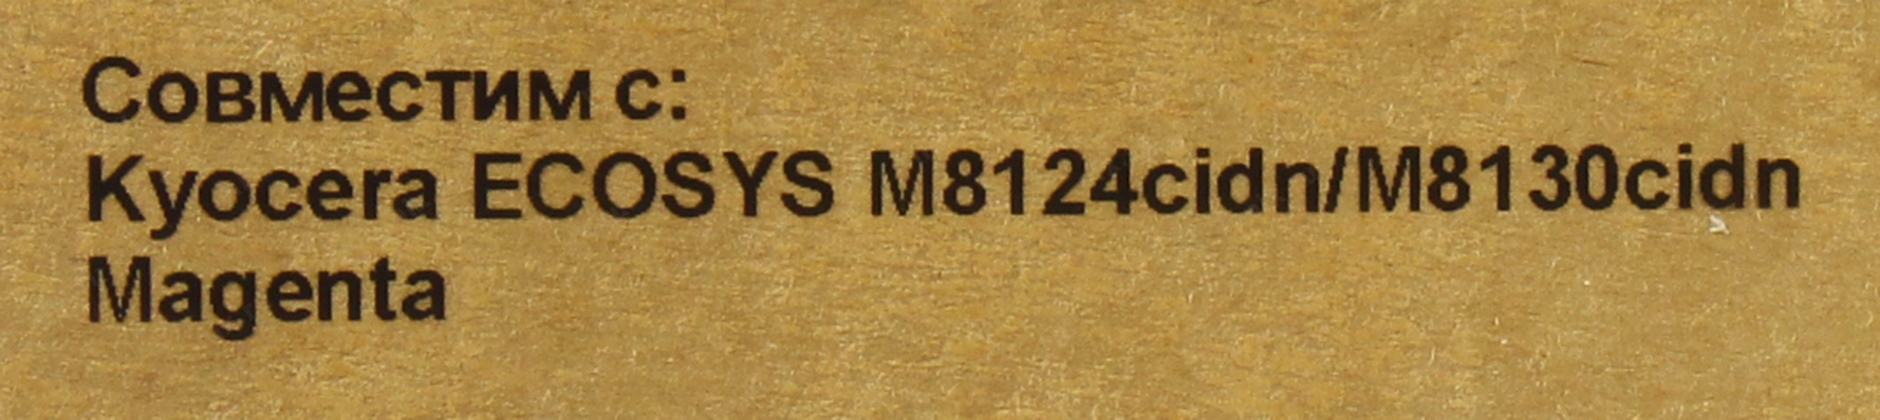 Совместим с:
Kyocera ECOSYS M8124cidn/M8130cidn
Magenta